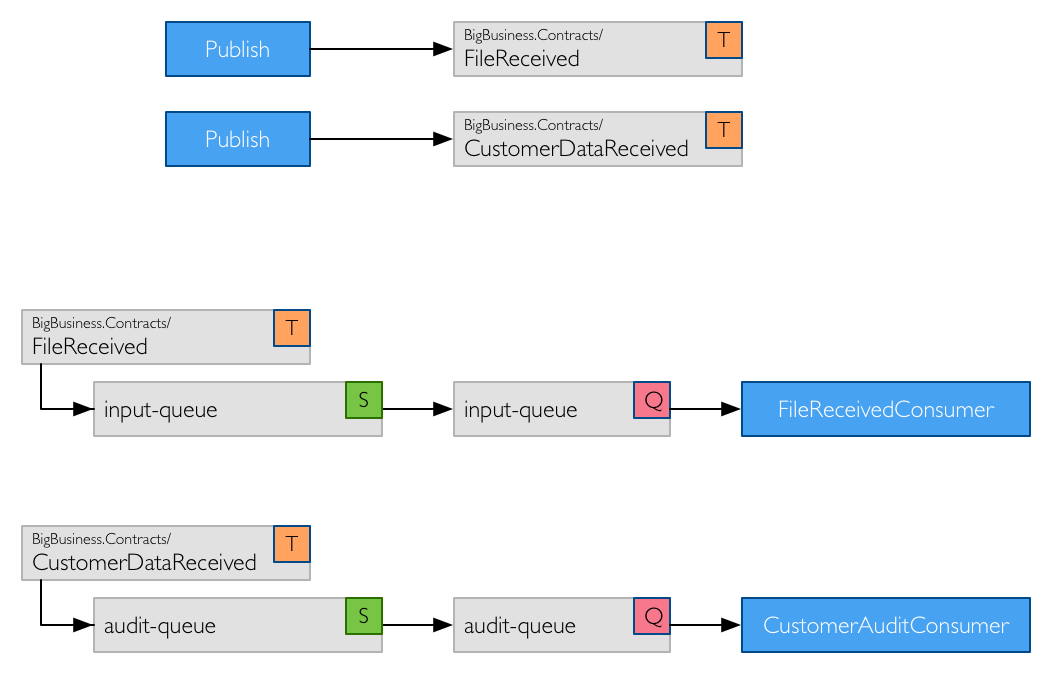 Publish
BigBusiness.Contracts/
FileReceived
T
Publish
BigBusiness.Contracts/
CustomerDataReceived
T
BigBusiness.Contracts/
FileReceived
T
input-queue
S
input-queue
Q
FileReceivedConsumer
BigBusiness.Contracts/
CustomerDataReceived
T
audit-queue
S
audit-queue
Q
CustomerAuditConsumer